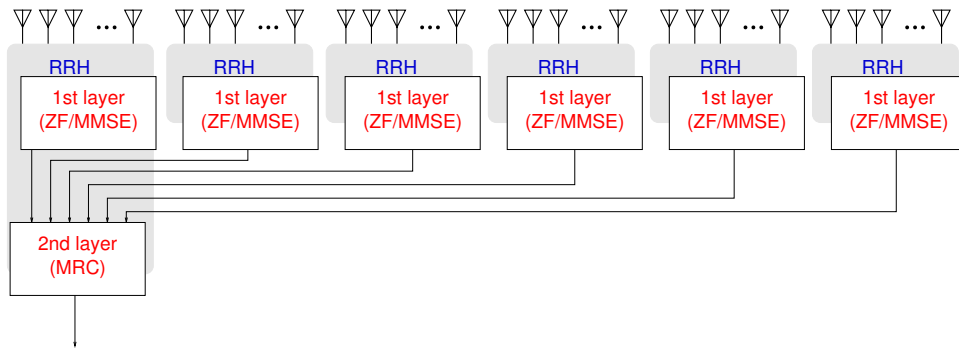 ... ... ... ... ... ...
RRH RRH RRH RRH RRH RRH
1st layer 1st layer 1st layer 1st layer 1st layer 1st layer
(ZF/MMSE) (ZF/MMSE) (ZF/MMSE) (ZF/MMSE) (ZF/MMSE) (ZF/MMSE)
2nd layer
(MRC)